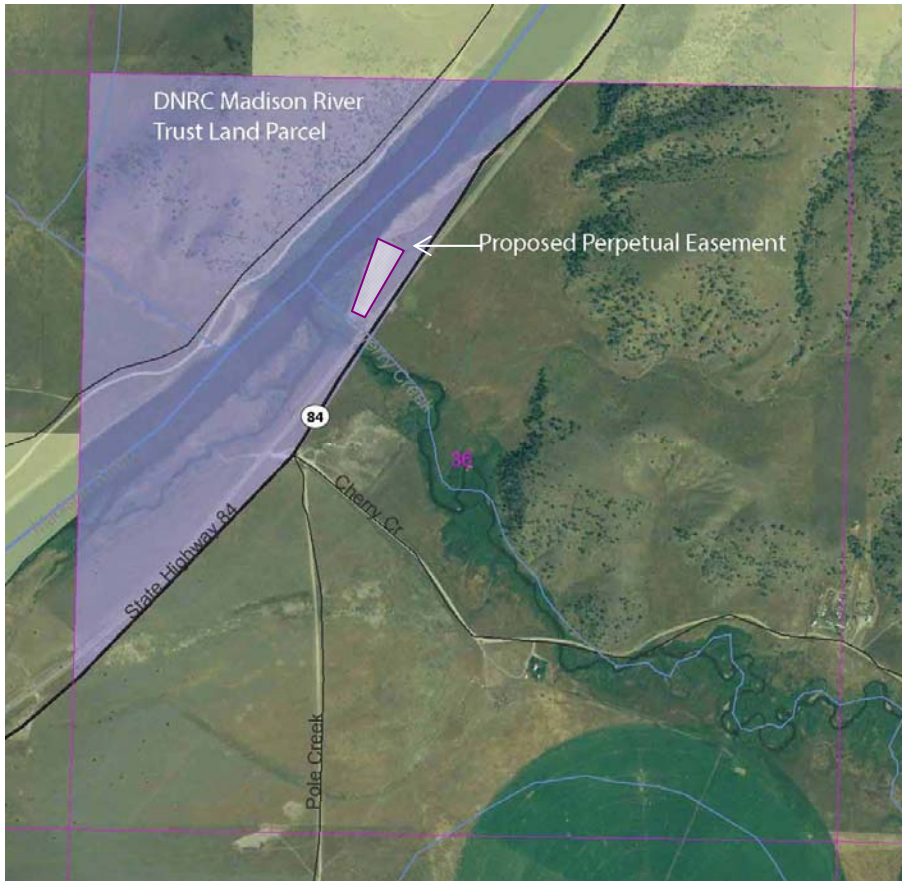 DNRC Madison River
Trust Land Parcel
Proposed Perpetual Easement
Cherry Creek
84
36
Cherry Cr
State Highway 84
Pole Creek